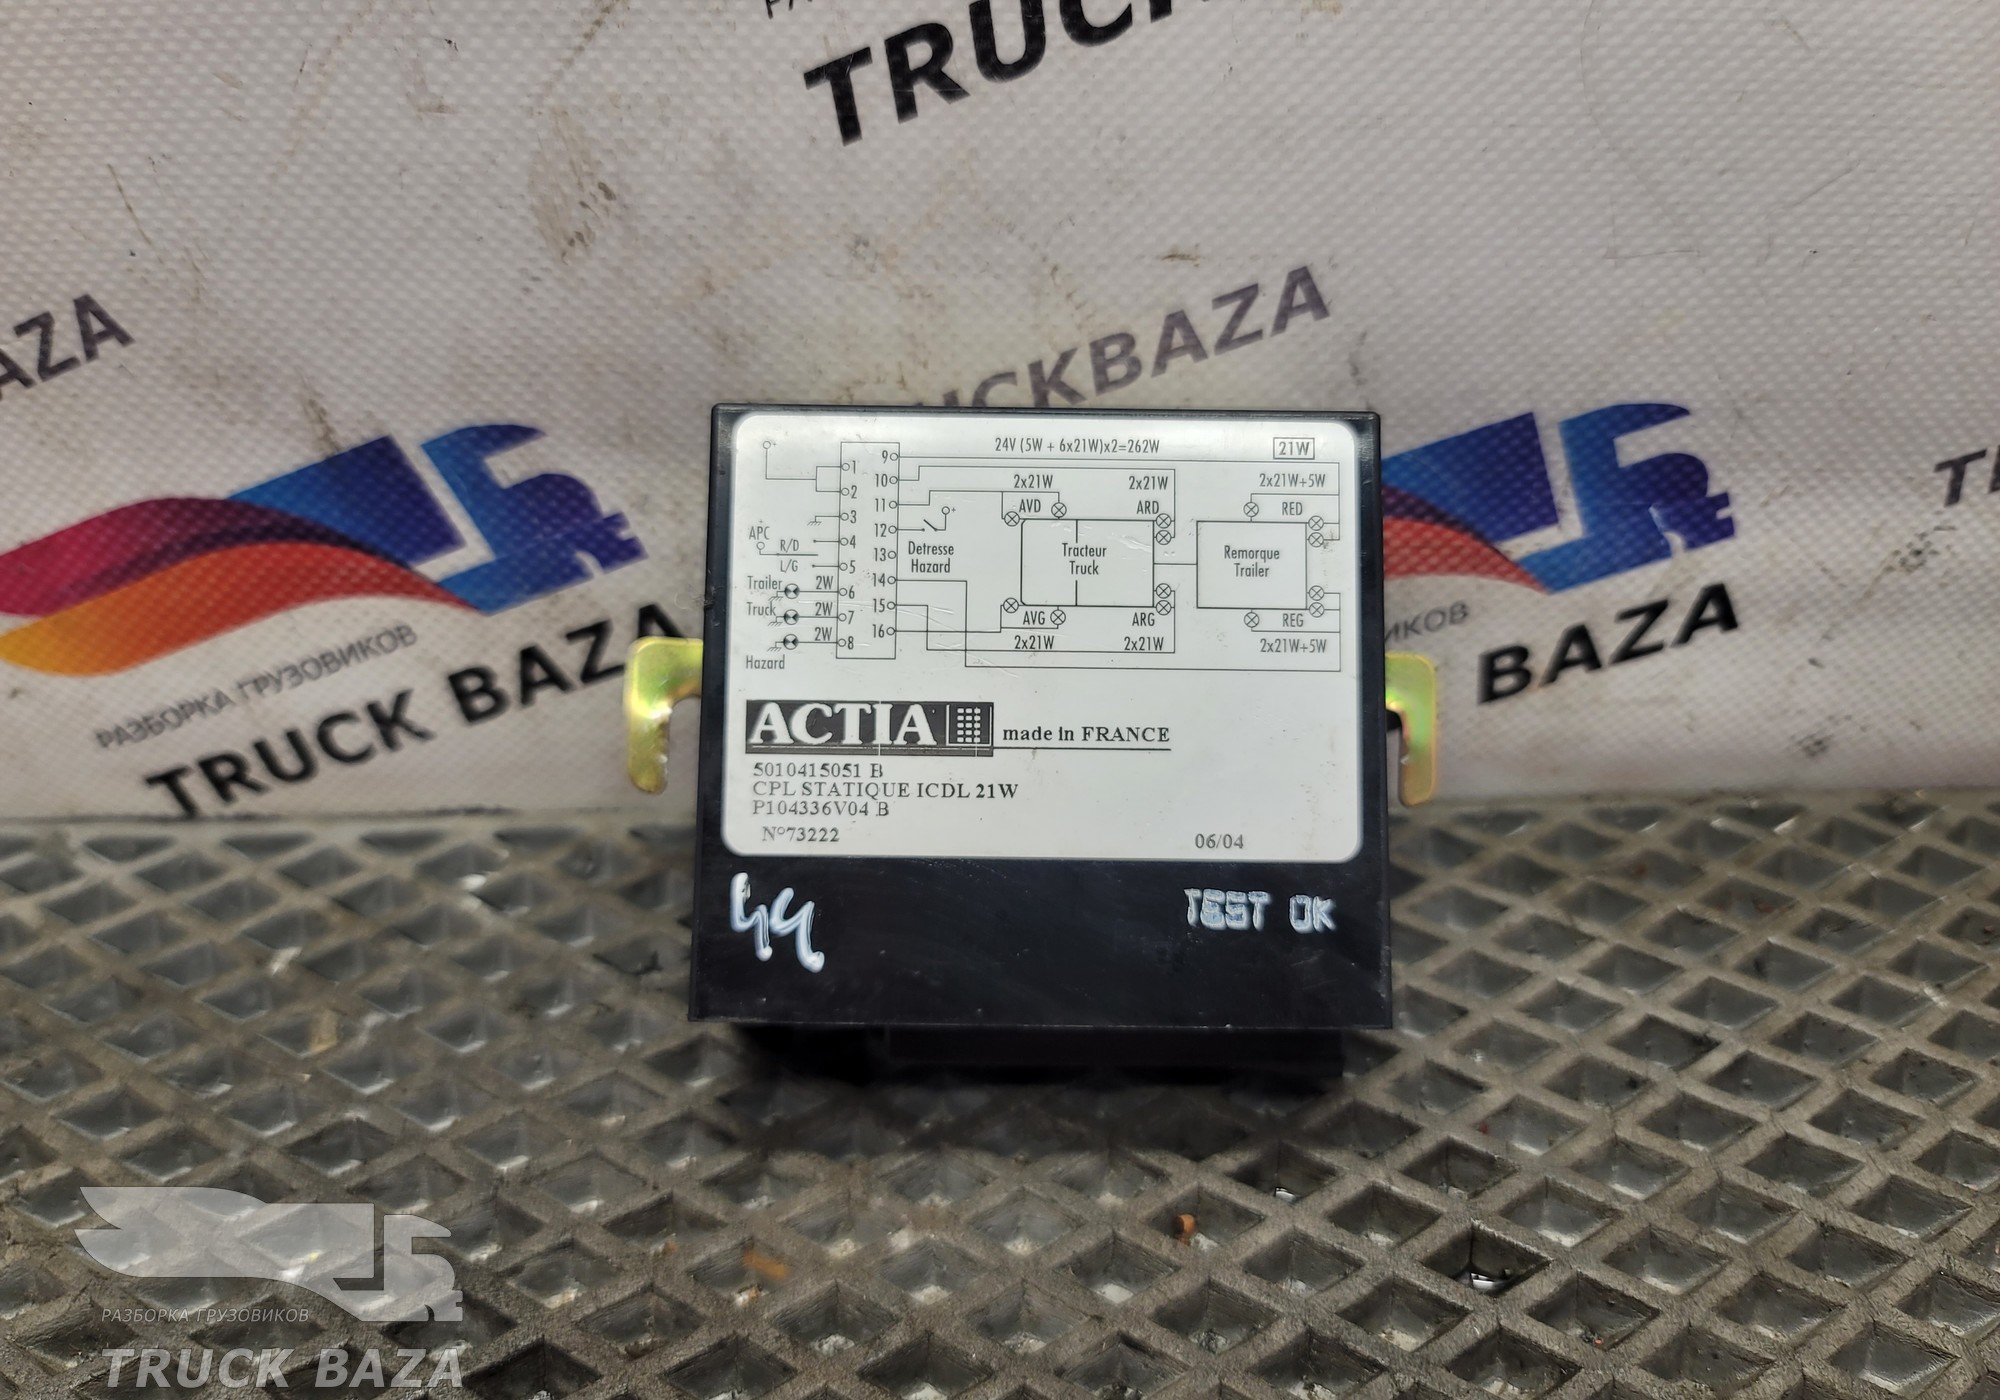 TRUCK
AZA
TRUCKBAZA
РАЗБОРКА ГРУЗОВИКОВ
TRUCK BAZA
BAZA
24V (5W + 6x21W)x2=262W
21W
9
1
10
2x21W
2x21W
2x21W+5W
2
11
AVD
ARD
RED
3
12
APC
4
R/D
Detresse
Hazard
13
Tracteur
Truck
Remorque
Trailer
L/G
5
14
Trailer
2W
6
15
Truck
2W
7
AVG
ARG
REG
16
2W
8
2x21W
2x21W
2x21W+5W
Hazard
ACTIA made in FRANCE
5010415051 B
CPL STATIQUE ICDL 21W
P104336V04 B
N°73222
06/04
TEST OK
РАЗБОРКА ГРУЗОВИКОВ
TRUCK BAZA